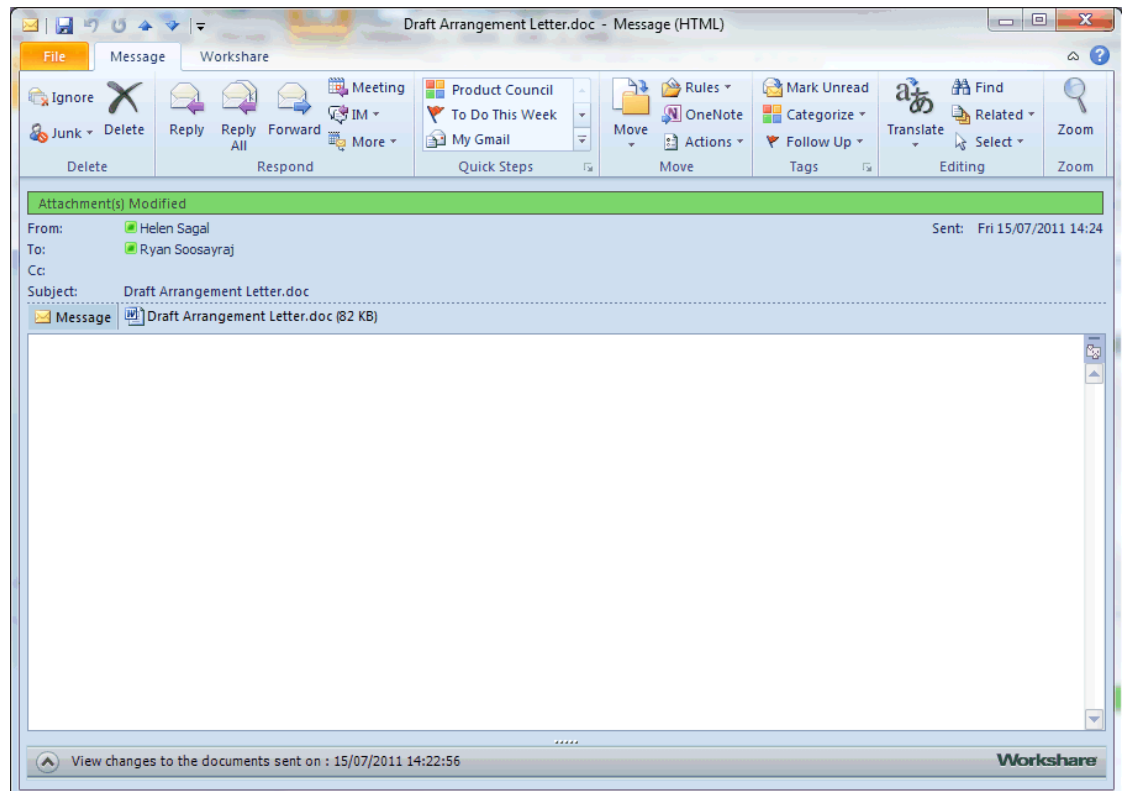 Draft Arrangement Letter.doc - Message (HTML)
File Message Workshare
Ignore
Junk
Delete
Delete
Reply
Reply All
Forward
Meeting
IM
More
Respond
Product Council
To Do This Week
My Gmail
Quick Steps
Move
Rules
OneNote
Actions
Move
Mark Unread
Categorize
Follow Up
Tags
Translate
Find
Related
Select
Editing
Zoom
Zoom
Attachment(s) Modified
From: Helen Sagal Sent: Fri 15/07/2011 14:24
To: Ryan Soosayraj
Cc:
Subject: Draft Arrangement Letter.doc
Message Draft Arrangement Letter.doc (82 KB)
View changes to the documents sent on : 15/07/2011 14:22:56 Workshare